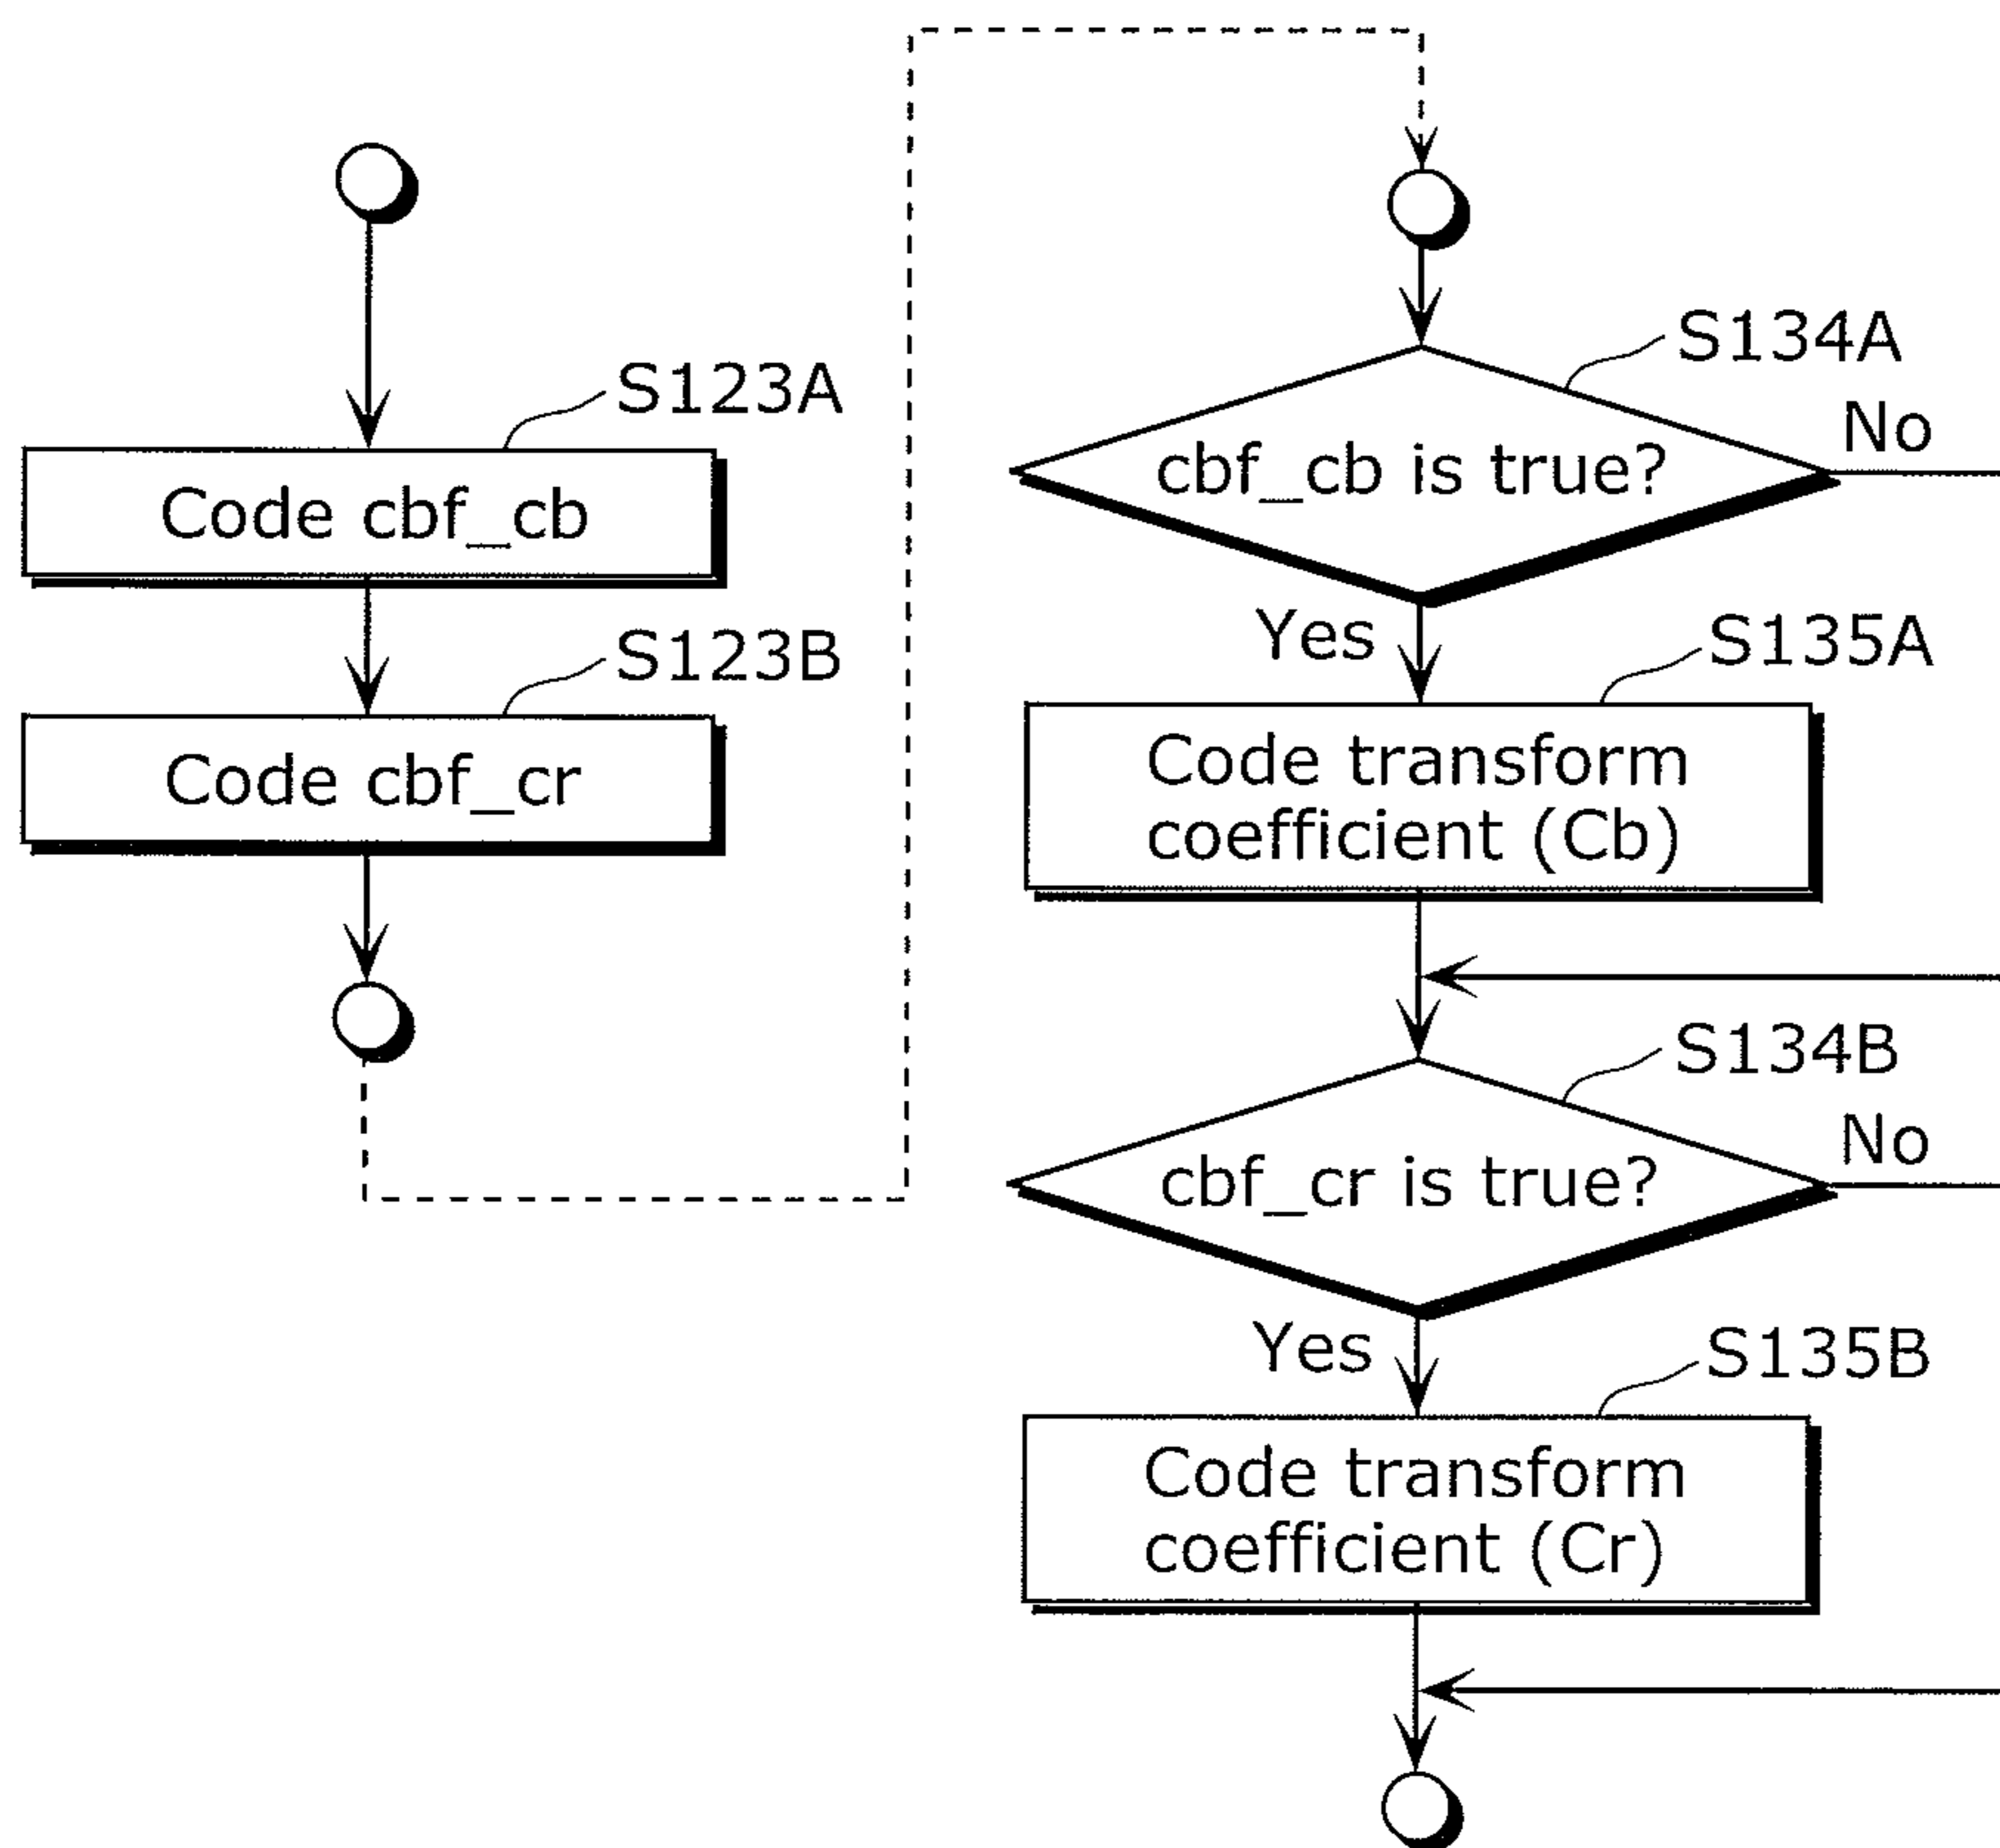 S123A
Code cbf_cb
S123B
Code cbf_cr
S134A
cbf_cb is true?
No
Yes
S135A
Code transform
coefficient (Cb)
S134B
cbf_cr is true?
No
Yes
S135B
Code transform
coefficient (Cr)